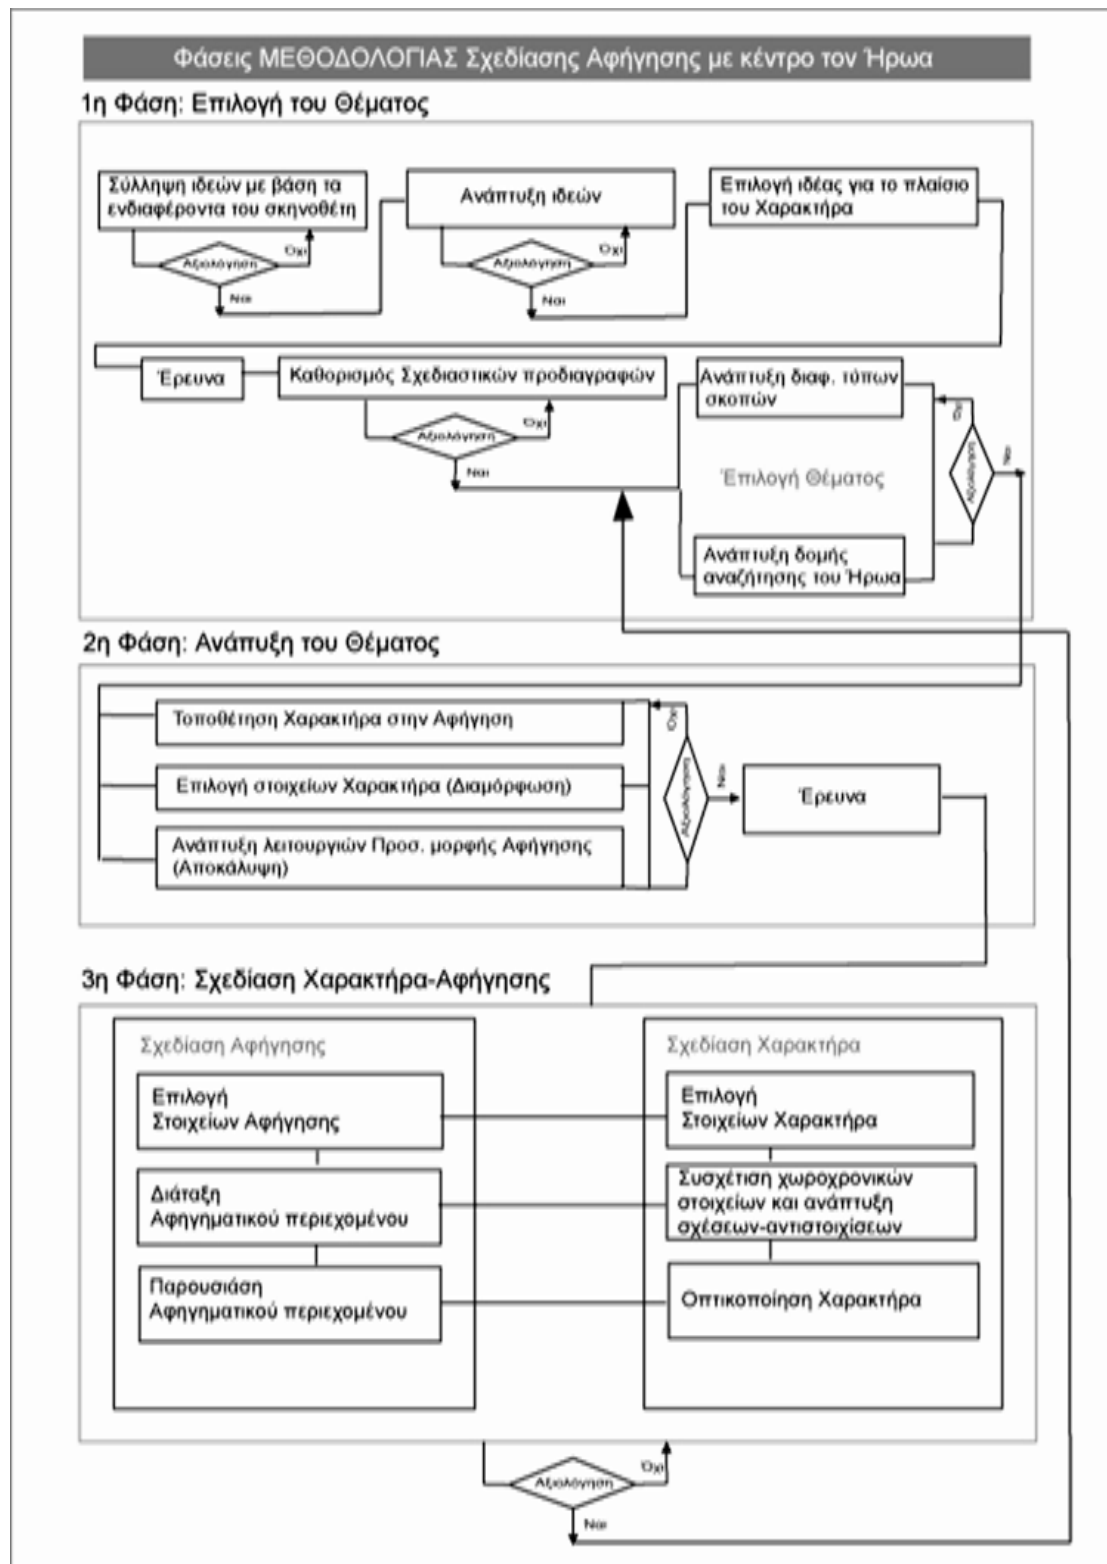 Φάσεις ΜΕΘΟΔΟΛΟΓΙΑΣ Σχεδίασης Αφήγησης με κέντρο τον Ήρωα
1η Φάση: Επιλογή του Θέματος
Σύλληψη ιδεών με βάση τα
ενδιαφέροντα του σκηνοθέτη
Ανάπτυξη ιδεών
Επιλογή ιδέας για το πλαίσιο
του Χαρακτήρα
Όχι
Αξιολόγηση
Ναι
Όχι
Αξιολόγηση
Ναι
Έρευνα
Καθορισμός Σχεδιαστικών προδιαγραφών
Όχι
Αξιολόγηση
Ναι
Ανάπτυξη διαφ. τύπων
σκοπών
Επιλογή Θέματος
Ανάπτυξη δομής
αναζήτησης του Ήρωα
Όχι
Αξιολόγηση
Ναι
2η Φάση: Ανάπυξη του Θέματος
Τοποθέτηση Χαρακτήρα στην Αφήγηση
Επιλογή στοιχείων Χαρακτήρα (Διαμόρφωση)
Ανάπτυξη λειτουργιών Προσ. μορφής Αφήγησης
(Αποκάλυψη)
Όχι
Αξιολόγηση
Ναι
Έρευνα
3η Φάση: Σχεδίαση Χαρακτήρα-Αφήγησης
Σχεδίαση Αφήγησης
Επιλογή
Στοιχείων Αφήγησης
Διάταξη
Αφηγηματικού περιεχομένου
Παρουσιάση
Αφηγηματικού περιεχομένου
Σχεδίαση Χαρακτήρα
Επιλογή
Στοιχείων Χαρακτήρα
Συσχέτιση χωροχρονικών
στοιχείων και ανάπτυξη
σχέσεων-αντιστοιχίσεων
Οπτικοποίηση Χαρακτήρα
Όχι
Αξιολόγηση
Ναι